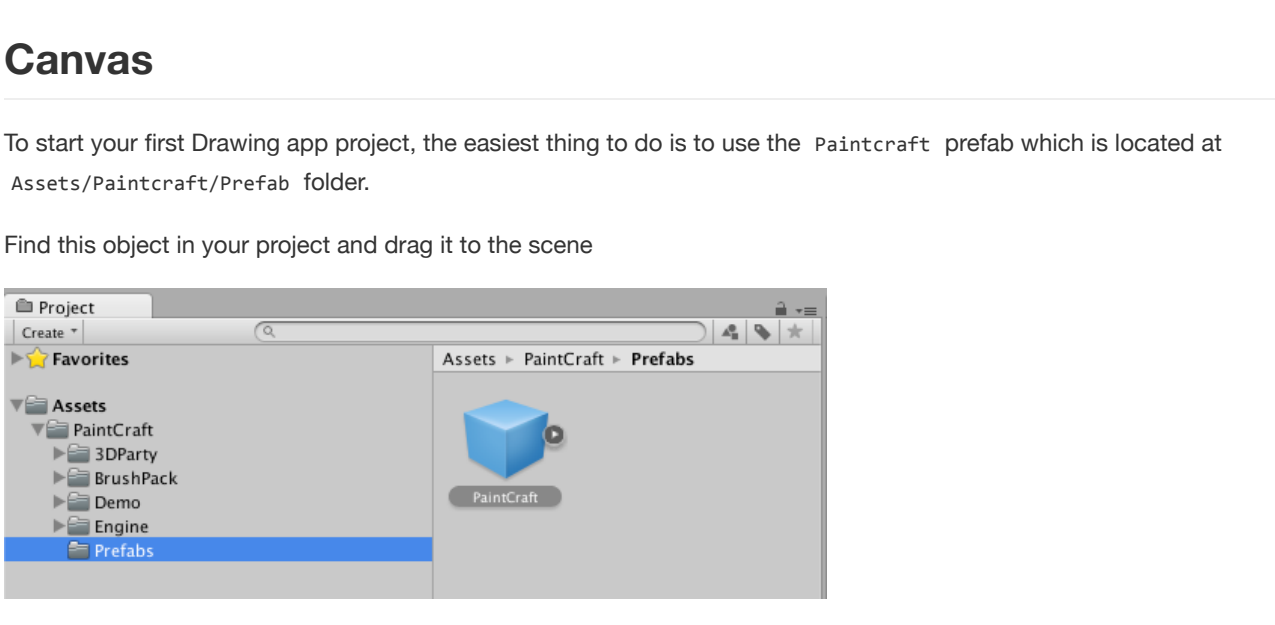 Canvas
To start your first Drawing app project, the easiest thing to do is to use the Paintcraft prefab which is located at
Assets/Paintcraft/Prefab folder.
Find this object in your project and drag it to the scene
Project
Create
Favorites
Assets PaintCraft Prefabs
Assets
PaintCraft
3DParty
BrushPack
Demo
Engine
Prefabs
PaintCraft